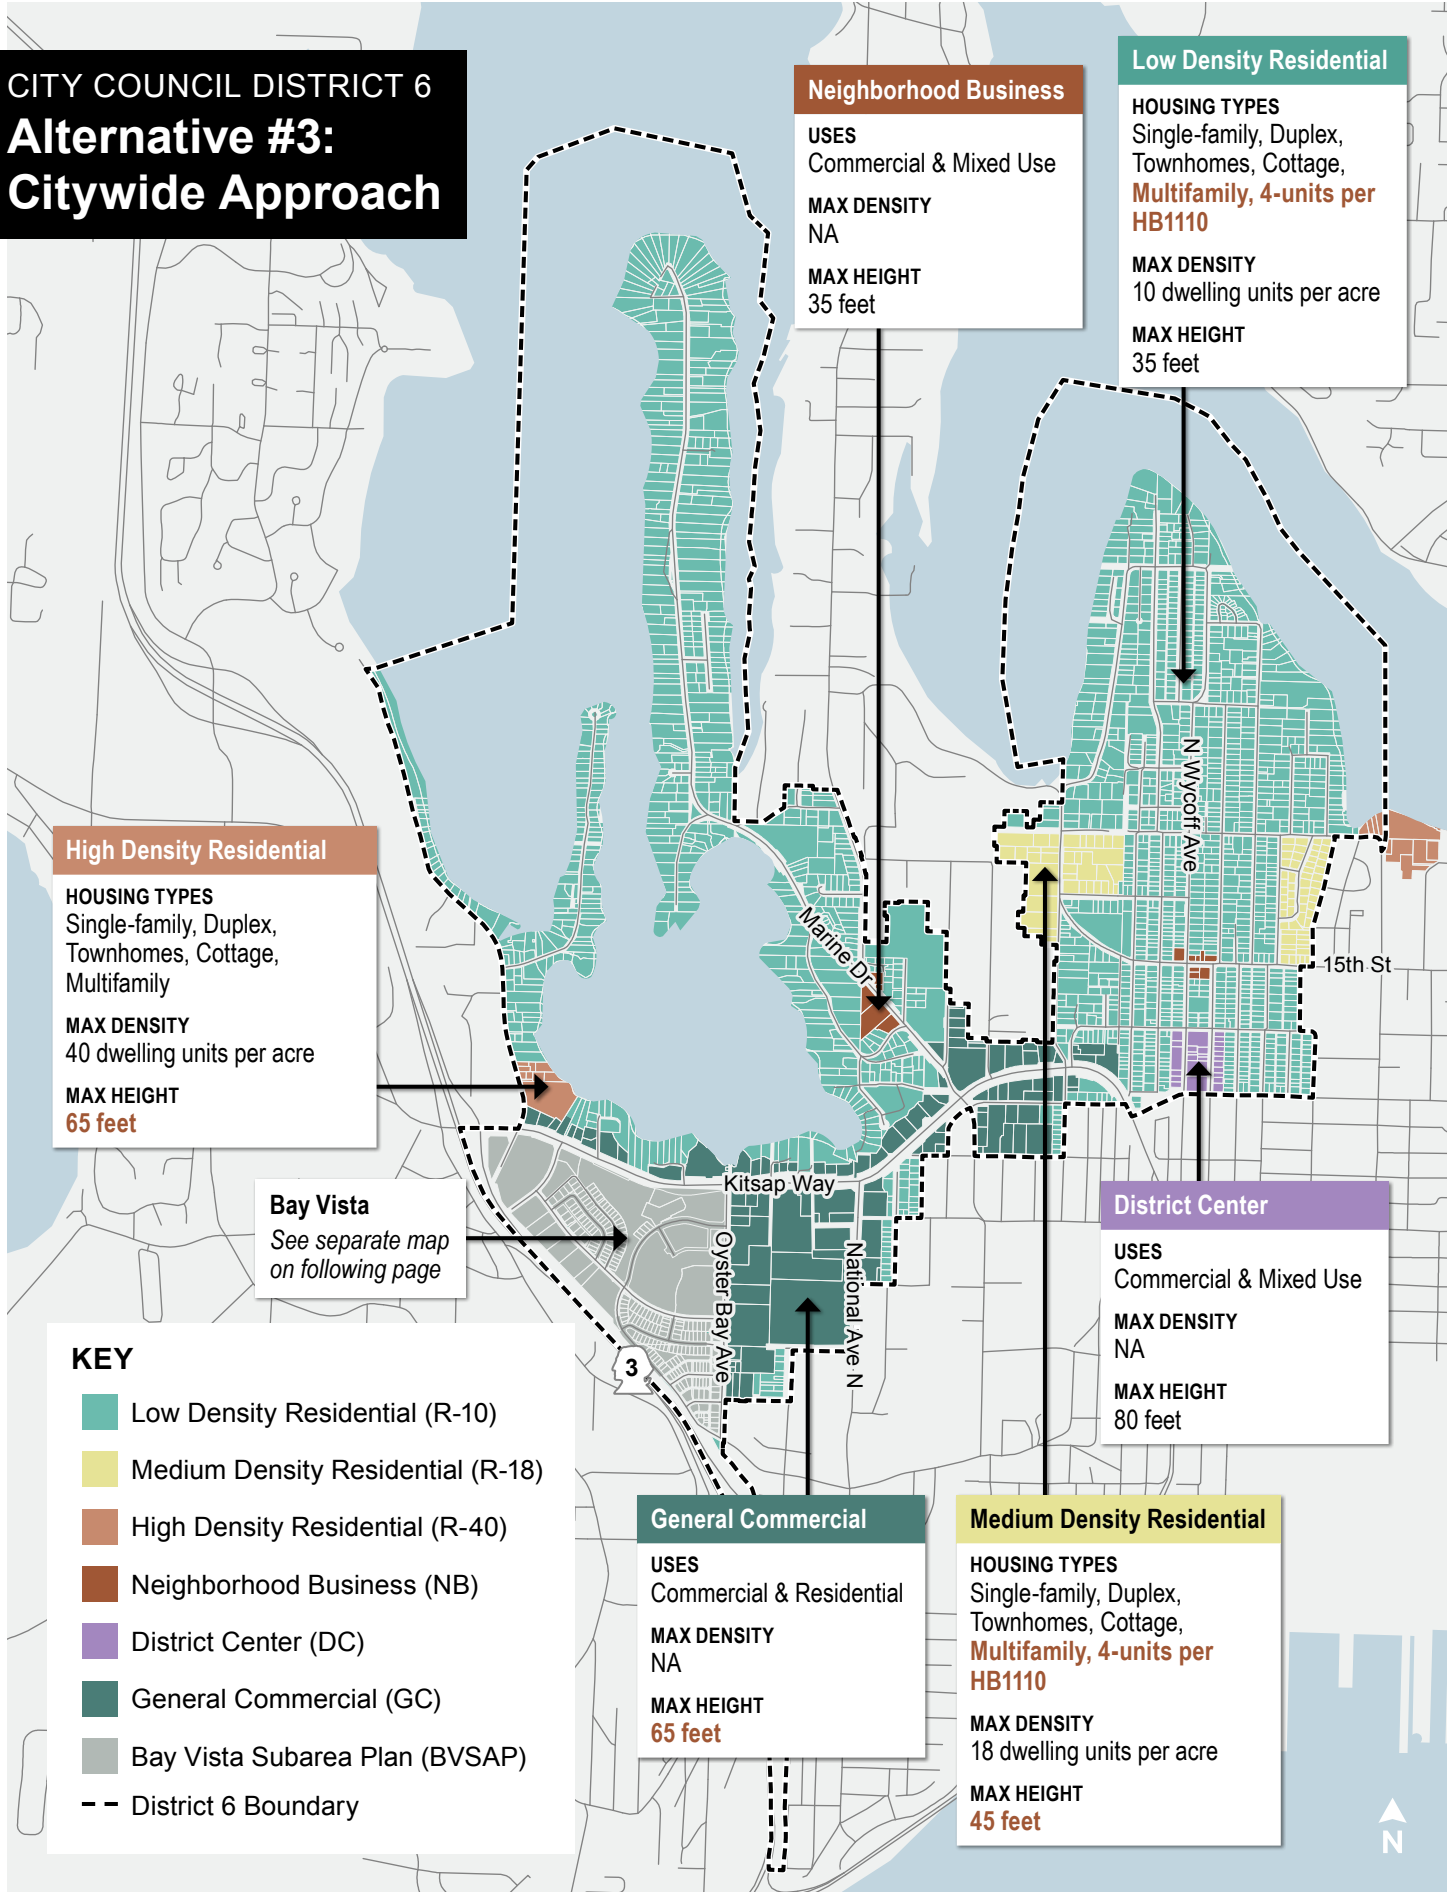 CITY COUNCIL DISTRICT 6
Alternative #3:
Citywide Approach
Neighborhood Business
USES
Commercial & Mixed Use
MAX DENSITY
NA
MAX HEIGHT
35 feet
Low Density Residential
HOUSING TYPES
Single-family, Duplex,
Townhomes, Cottage,
Multifamily, 4-units per
HB1110
MAX DENSITY
10 dwelling units per acre
MAX HEIGHT
35 feet
N Wycoff Ave
High Density Residential
HOUSING TYPES
Single-family, Duplex,
Townhomes, Cottage,
Multifamily
MAX DENSITY
40 dwelling units per acre
MAX HEIGHT
65 feet
Marine Dr
15th St
Kitsap Way
Bay Vista
See separate map
on following page
Oyster Bay Ave
National Ave N
3
District Center
USES
Commercial & Mixed Use
MAX DENSITY
NA
MAX HEIGHT
80 feet
KEY
Low Density Residential (R-10)
Medium Density Residential (R-18)
High Density Residential (R-40)
Neighborhood Business (NB)
District Center (DC)
General Commercial (GC)
Bay Vista Subarea Plan (BVSAP)
District 6 Boundary
General Commercial
USES
Commercial & Residential
MAX DENSITY
NA
MAX HEIGHT
65 feet
Medium Density Residential
HOUSING TYPES
Single-family, Duplex,
Townhomes, Cottage,
Multifamily, 4-units per
HB1110
MAX DENSITY
18 dwelling units per acre
MAX HEIGHT
45 feet
N